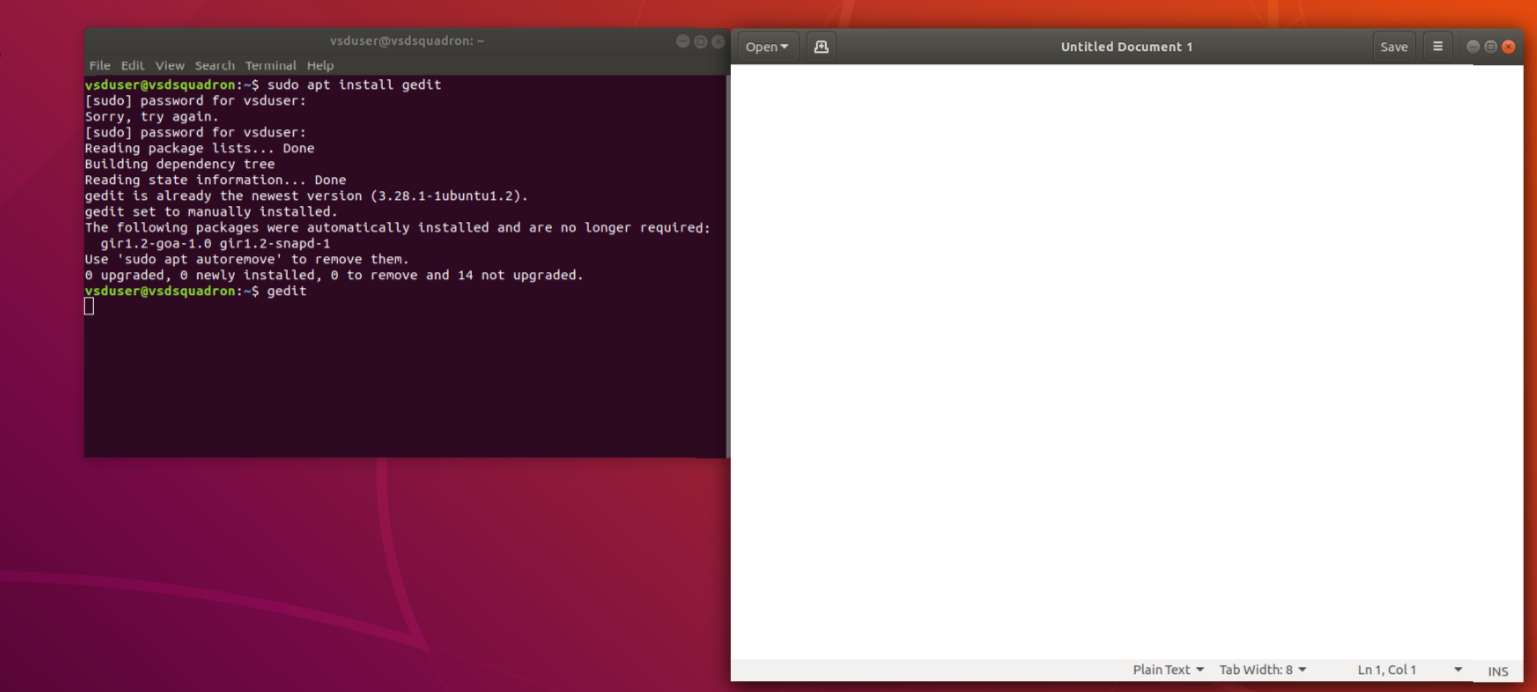 vsduser@vsdsquadron: ~
File Edit View Search Terminal Help
vsduser@vsdsquadron:~$ sudo apt install gedit
[sudo] password for vsduser:
Sorry, try again.
[sudo] password for vsduser:
Reading package lists... Done
Building dependency tree
Reading state information... Done
gedit is already the newest version (3.28.1-1ubuntu1.2).
gedit set to manually installed.
The following packages were automatically installed and are no longer required:
  gir1.2-goa-1.0 gir1.2-snapd-1
Use 'sudo apt autoremove' to remove them.
0 upgraded, 0 newly installed, 0 to remove and 14 not upgraded.
vsduser@vsdsquadron:~$ gedit
Open Untitled Document 1 Save
Plain Text Tab Width: 8 Ln 1, Col 1 INS